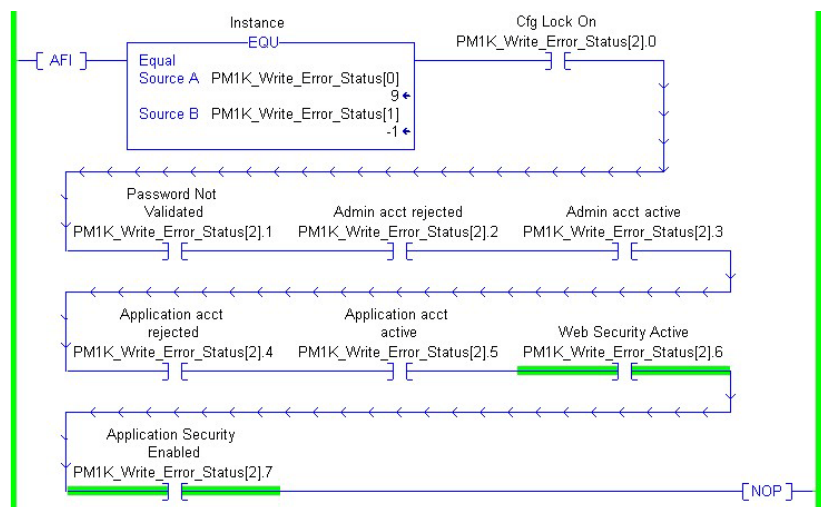 Instance
Cfg Lock On
EQU
PM1K_Write_Error_Status[2].0
AFI
Equal
Source A PM1K_Write_Error_Status[0]
9
Source B PM1K_Write_Error_Status[1]
-1
Password Not
Validated
Admin acct rejected
Admin acct active
PM1K_Write_Error_Status[2].1 PM1K_Write_Error_Status[2].2 PM1K_Write_Error_Status[2].3
Application acct
rejected
Application acct
active
Web Security Active
PM1K_Write_Error_Status[2].4 PM1K_Write_Error_Status[2].5 PM1K_Write_Error_Status[2].6
Application Security
Enabled
PM1K_Write_Error_Status[2].7
NOP